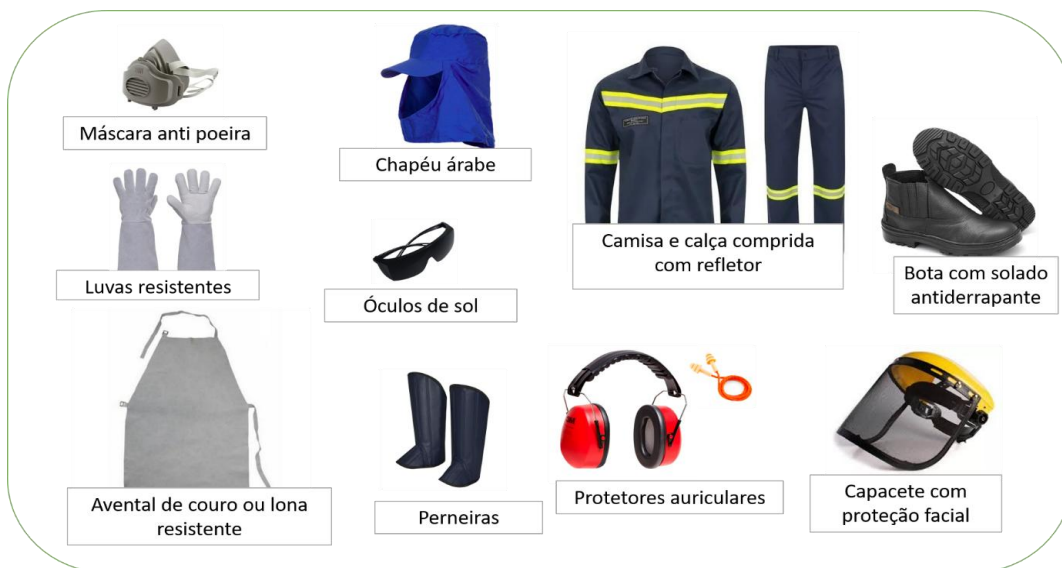 Máscara anti poeira
Chapéu árabe
Camisa e calça comprida
com refletor
Bota com solado
antiderrapante
Luvas resistentes
Óculos de sol
Avental de couro ou lona
resistente
Perneiras
Protetores auriculares
Capacete com
proteção facial